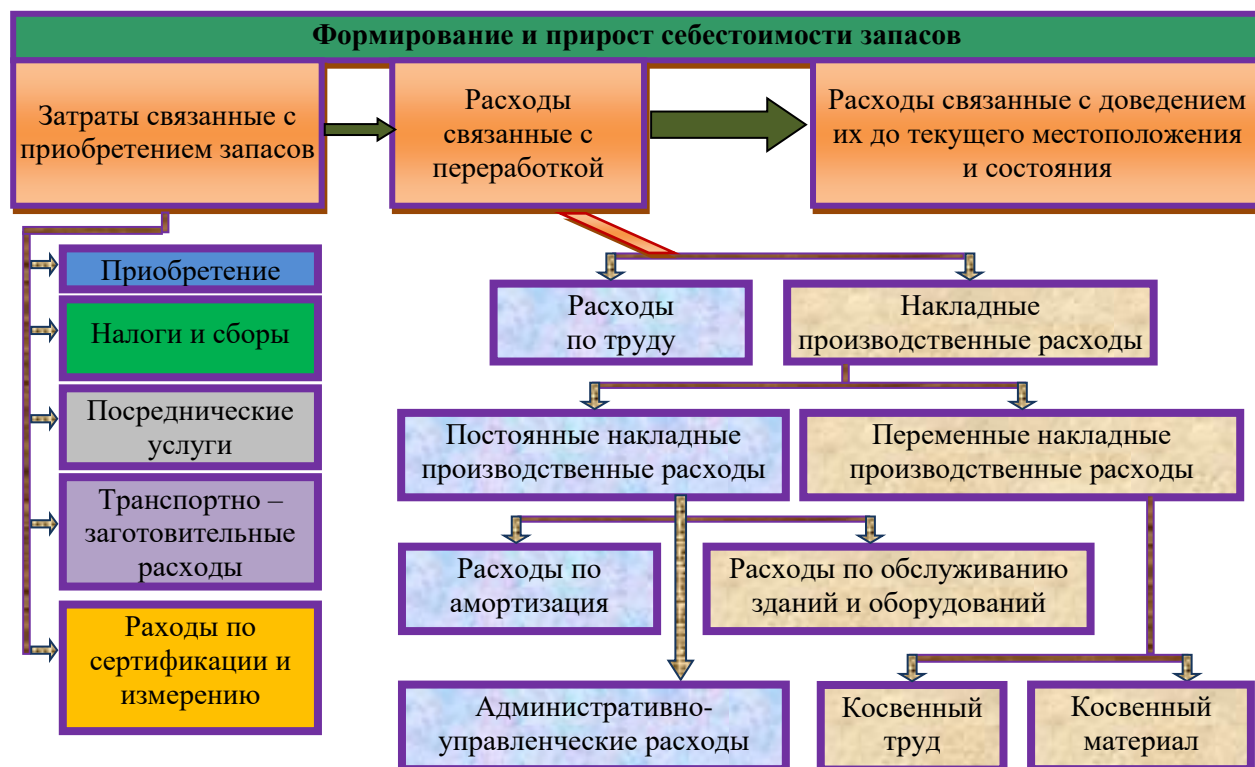 Формирование и прирост себестоимости запасов
Затраты связанные с
приобретением запасов
Расходы
связанные с
переработкой
Расходы связанные с доведением
их до текущего местоположения
и состояния
Приобретение
Налоги и сборы
Посреднические
услуги
Транспортно –
заготовительные
расходы
Раходы по
сертификации и
измерению
Расходы
по труду
Накладные
производственные расходы
Постоянные накладные
производственные расходы
Переменные накладные
производственные расходы
Расходы по
амортизация
Расходы по обслуживанию
зданий и оборудований
Административно-
управленческие расходы
Косвенный
труд
Косвенный
материал